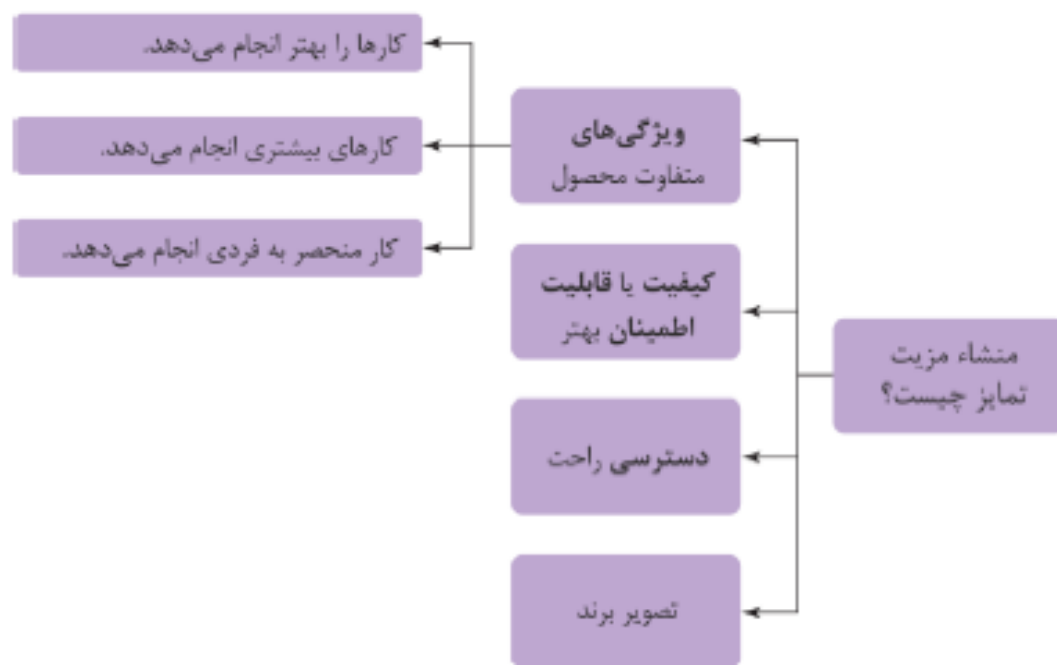 منشاء مزیت
تمایز چیست؟
ویژگی‌های
متفاوت محصول
کارها را بهتر انجام می‌دهد.
کارهای بیشتری انجام می‌دهد.
کار منحصر به فردی انجام می‌دهد.
کیفیت یا قابلیت
اطمینان بهتر
دسترسی راحت
تصویر برند